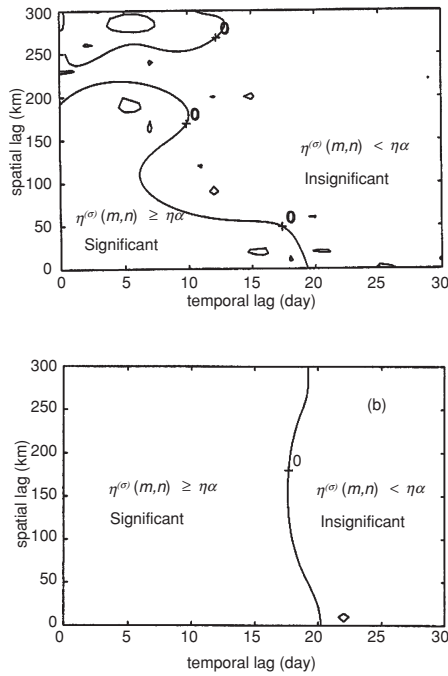 300
250
200
150
100
50
0
spatial lag (km)
0
0
0
η(σ)(m,n) < ηα
Insignificant
η(σ)(m,n) ≥ ηα
Significant
0 5 10 15 20 25 30
temporal lag (day)
300
250
200
150
100
50
0
spatial lag (km)
(b)
0
η(σ)(m,n) ≥ ηα
Significant
η(σ)(m,n) < ηα
Insignificant
0 5 10 15 20 25 30
temporal lag (day)